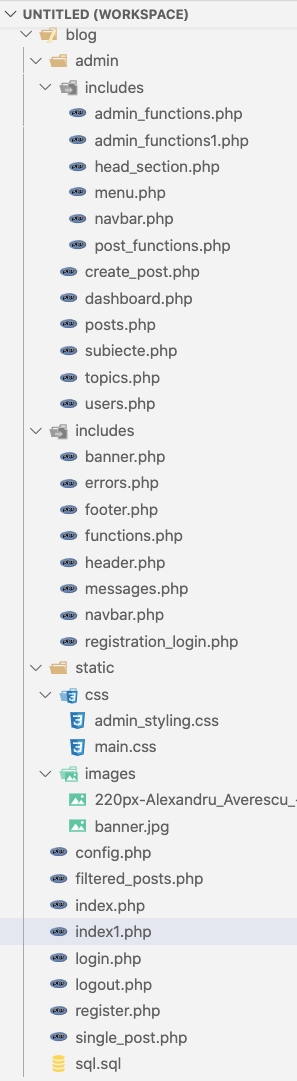 UNTITLED (WORKSPACE)
blog
admin
includes
admin_functions.php
admin_functions1.php
head_section.php
menu.php
navbar.php
post_functions.php
create_post.php
dashboard.php
posts.php
subiecte.php
topics.php
users.php
includes
banner.php
errors.php
footer.php
functions.php
header.php
messages.php
navbar.php
registration_login.php
static
css
admin_styling.css
main.css
images
220px-Alexandru_Averescu_-
banner.jpg
config.php
filtered_posts.php
index.php
index1.php
login.php
logout.php
register.php
single_post.php
sql.sql